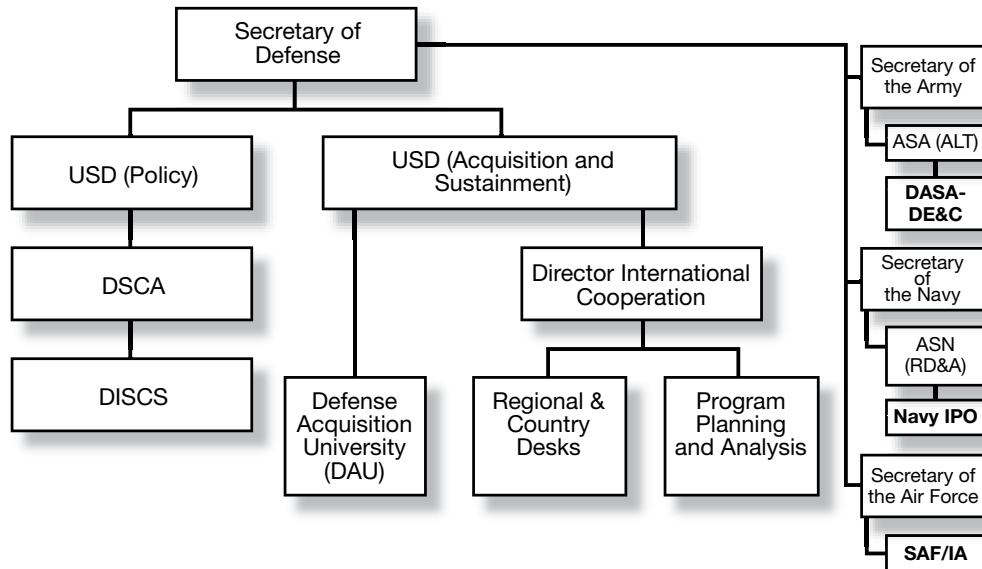 Secretary of
Defense
USD (Policy)
USD (Acquisition and
Sustainment)
DSCA
Director International
Cooperation
DISCS
Defense
Acquisition
University
(DAU)
Regional &
Country
Desks
Program
Planning
and Analysis
Secretary of
the Army
ASA (ALT)
DASA-
DE&C
Secretary
of
the Navy
ASN
(RD&A)
Navy IPO
Secretary of
the Air Force
SAF/IA